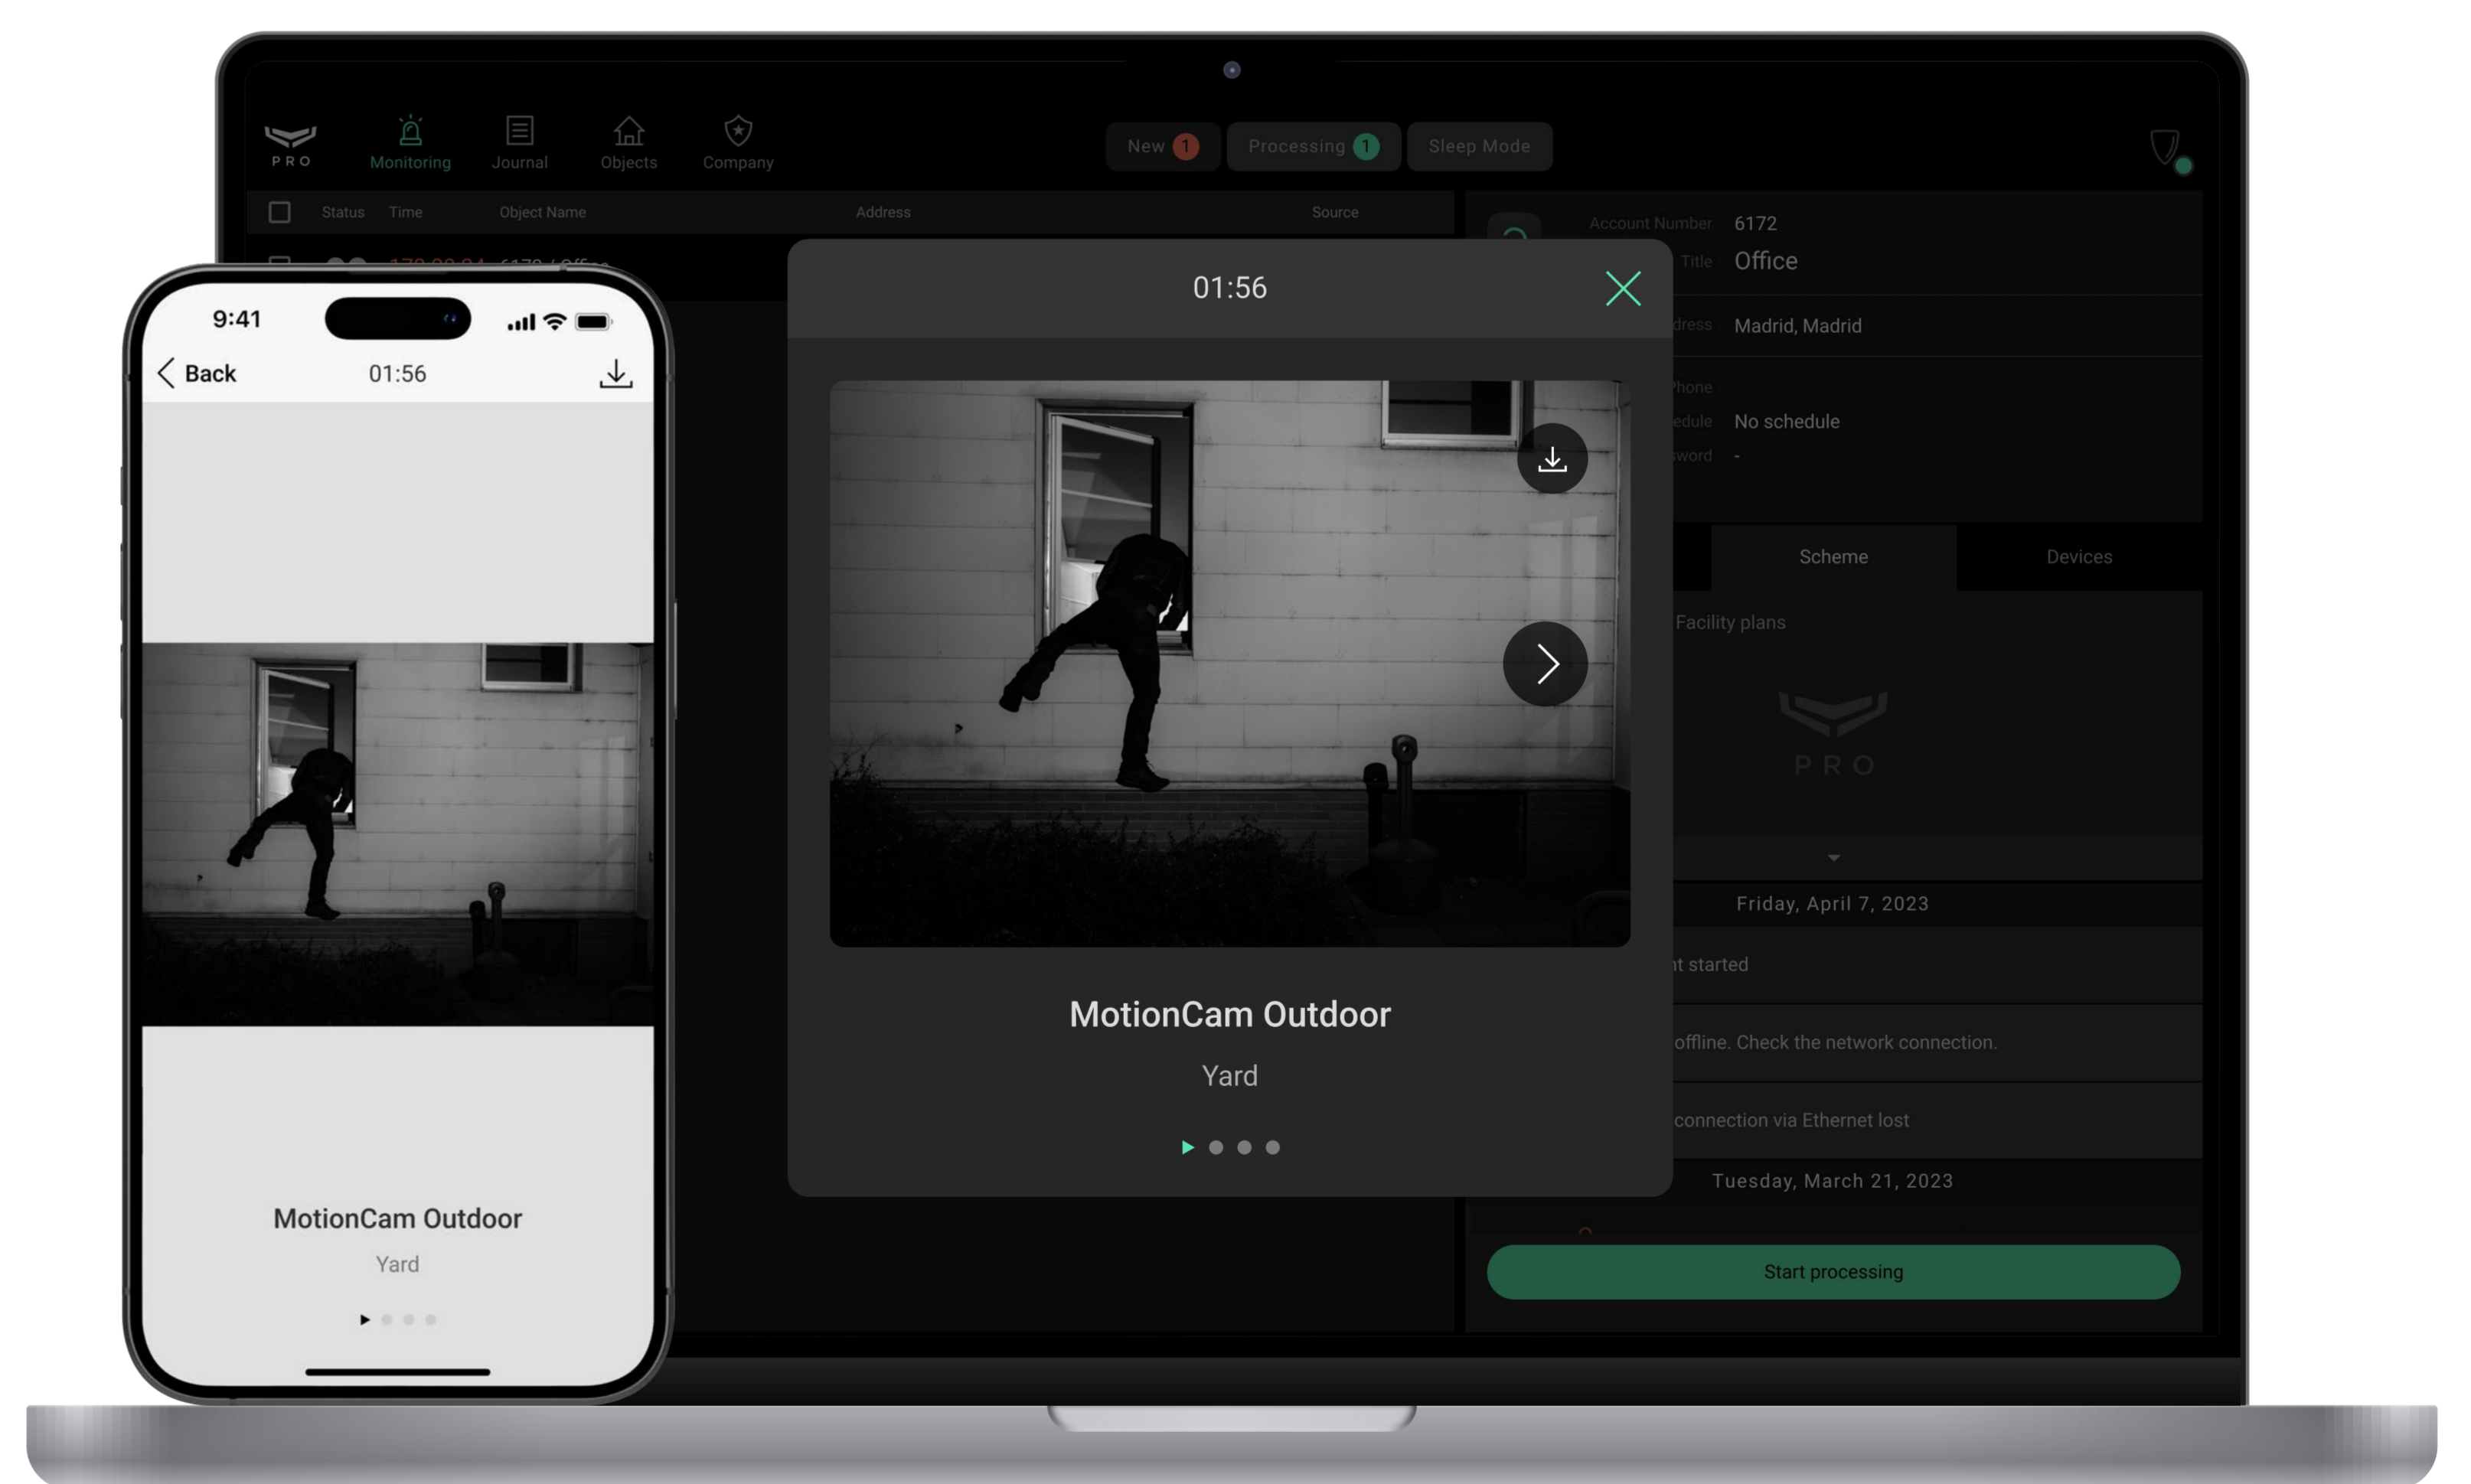 PRO
Monitoring
Journal
Objects
Company
New 1
Processing 1
Sleep Mode
Status Time Object Name Address Source
Account Number 6172
Title Office
Madrid, Madrid
No schedule
-
Scheme
Devices
Facility plans
PRO
Friday, April 7, 2023
started
offline. Check the network connection.
connection via Ethernet lost
Tuesday, March 21, 2023
Start processing
01:56
MotionCam Outdoor
Yard
9:41
Back
01:56
MotionCam Outdoor
Yard